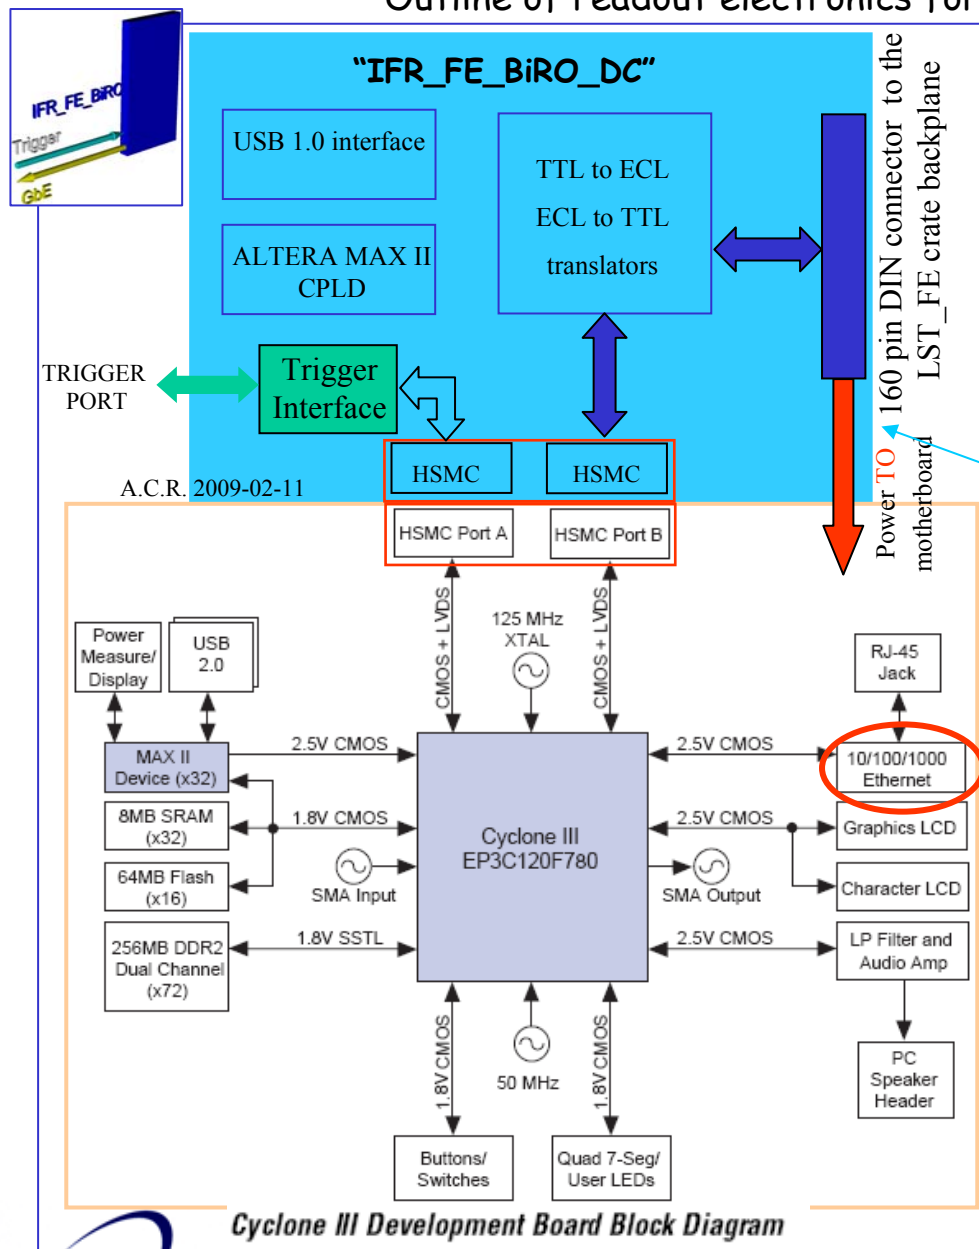 Outline of readout electronics for
IFR_FE_BiRO
Trigger
GbE
"IFR_FE_BiRO_DC"
USB 1.0 interface
ALTERA MAX II
CPLD
TTL to ECL
ECL to TTL
translators
160 pin DIN connector to the
LST_FE crate backplane
TRIGGER
PORT
Trigger
Interface
HSMC
HSMC
Power TO
motherboard
A.C.R. 2009-02-11
HSMC Port A
HSMC Port B
CMOS + LVDS
125 MHz
XTAL
CMOS + LVDS
Power
Measure/
Display
USB
2.0
RJ-45
Jack
MAX II
Device (x32)
2.5V CMOS
2.5V CMOS
10/100/1000
Ethernet
8MB SRAM
(x32)
1.8V CMOS
Cyclone III
EP3C120F780
2.5V CMOS
Graphics LCD
64MB Flash
(x16)
SMA Input
SMA Output
Character LCD
256MB DDR2
Dual Channel
(x72)
1.8V SSTL
2.5V CMOS
LP Filter and
Audio Amp
1.8V CMOS
50 MHz
1.8V CMOS
PC
Speaker
Header
Buttons/
Switches
Quad 7-Seg/
User LEDs
Cyclone III Development Board Block Diagram